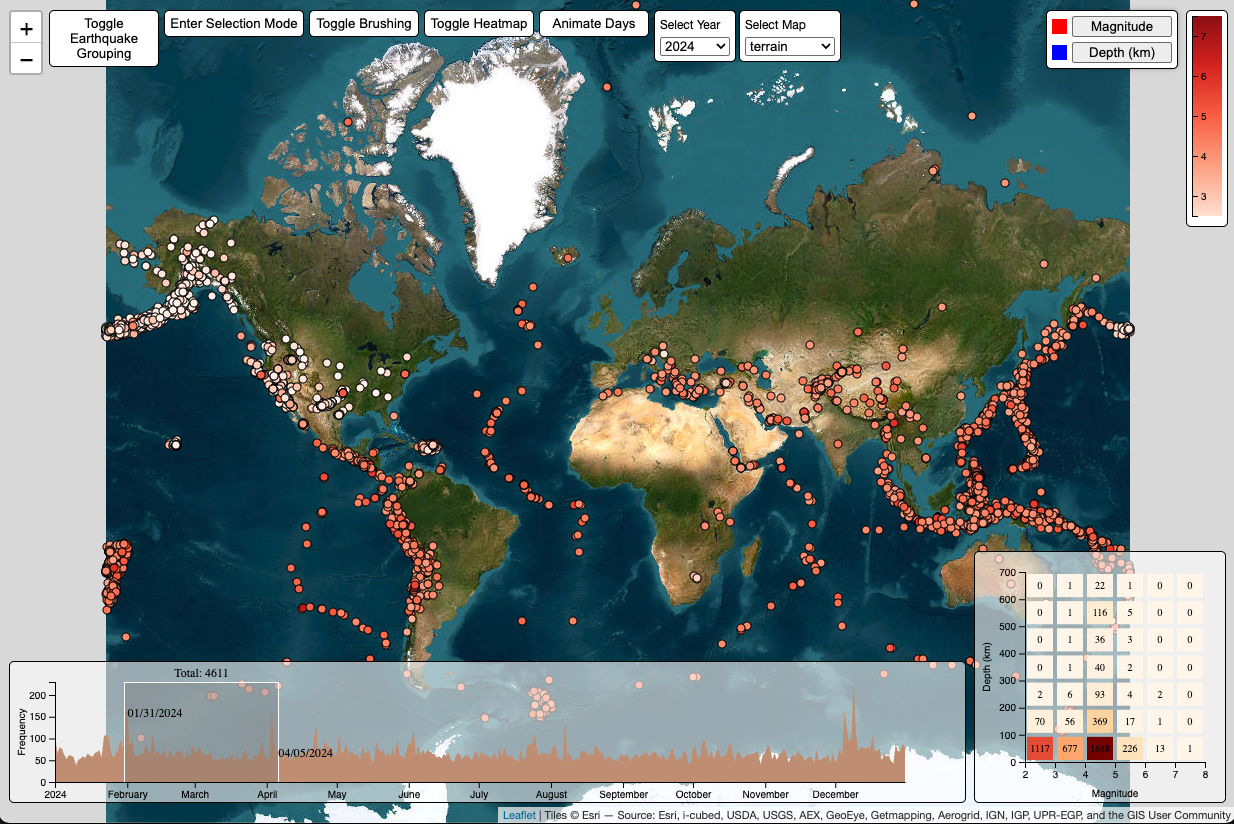 +
−
Toggle
Earthquake
Grouping
Enter Selection Mode
Toggle Brushing
Toggle Heatmap
Animate Days
Select Year
2024
Select Map
terrain
Magnitude
Depth (km)
7
6
5
4
3
Total: 4611
01/31/2024
04/05/2024
Frequency
200
150
100
50
0
2024 February March April May June July August September October November December
Depth (km)
700
600
500
400
300
200
100
0
0 1 22 1 0 0
0 1 116 5 0 0
0 1 36 3 0 0
0 1 40 2 0 0
2 6 93 4 2 0
70 56 369 17 1 0
1117 677 1688 226 13 1
2 3 4 5 6 7 8
Magnitude
Leaflet | Tiles © Esri — Source: Esri, i-cubed, USDA, USGS, AEX, GeoEye, Getmapping, Aerogrid, IGN, IGP, UPR-EGP, and the GIS User Community